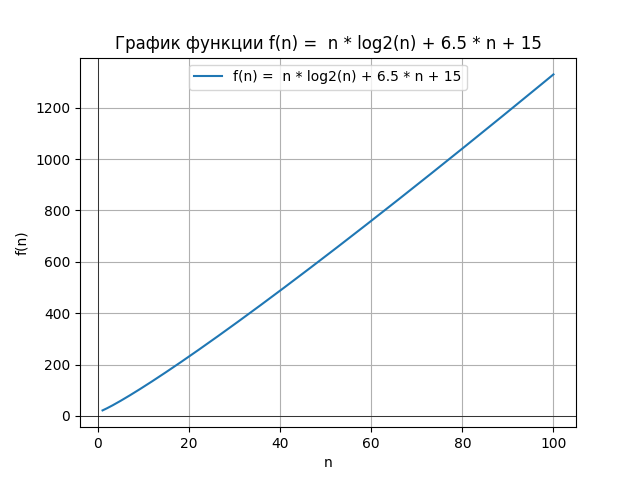 График функции f(n) =  n * log2(n) + 6.5 * n + 15
f(n) =  n * log2(n) + 6.5 * n + 15
1200
1000
800
600
400
200
0
f(n)
0 20 40 60 80 100
n